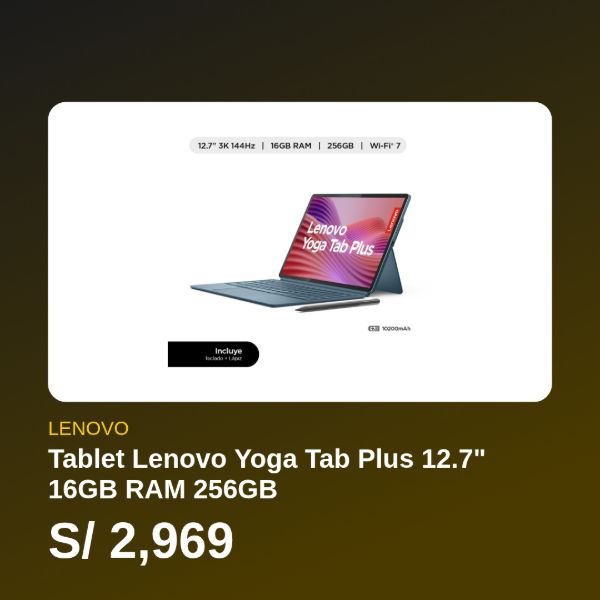 12.7" 3K 144Hz | 16GB RAM | 256GB | Wi-Fi® 7
Lenovo
Lenovo
Yoga Tab Plus
10200mAh
Incluye
Teclado + Lápiz
LENOVO
Tablet Lenovo Yoga Tab Plus 12.7"
16GB RAM 256GB
S/ 2,969